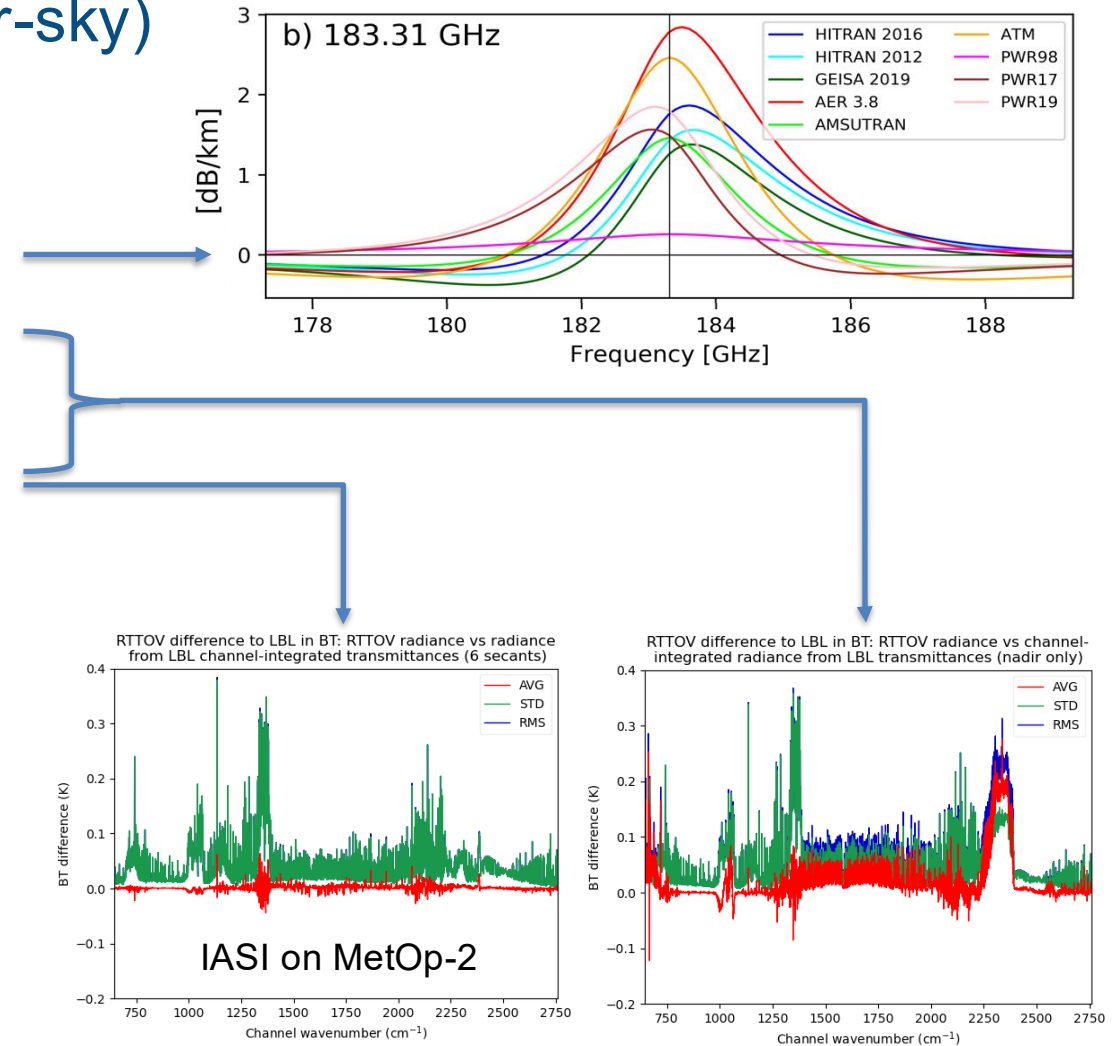 r-sky)
b) 183.31 GHz
HITRAN 2016
HITRAN 2012
GEISA 2019
AER 3.8
AMSUTRAN
ATM
PWR98
PWR17
PWR19
[dB/km]
3
2
1
0
178 180 182 184 186 188
Frequency [GHz]
RTTOV difference to LBL in BT: RTTOV radiance vs radiance
from LBL channel-integrated transmittances (6 secants)
AVG
STD
RMS
BT difference (K)
0.4
0.3
0.2
0.1
0.0
−0.1
−0.2
IASI on MetOp-2
750 1000 1250 1500 1750 2000 2250 2500 2750
Channel wavenumber (cm⁻¹)
RTTOV difference to LBL in BT: RTTOV radiance vs channel-
integrated radiance from LBL transmittances (nadir only)
AVG
STD
RMS
BT difference (K)
0.4
0.3
0.2
0.1
0.0
−0.1
−0.2
750 1000 1250 1500 1750 2000 2250 2500 2750
Channel wavenumber (cm⁻¹)